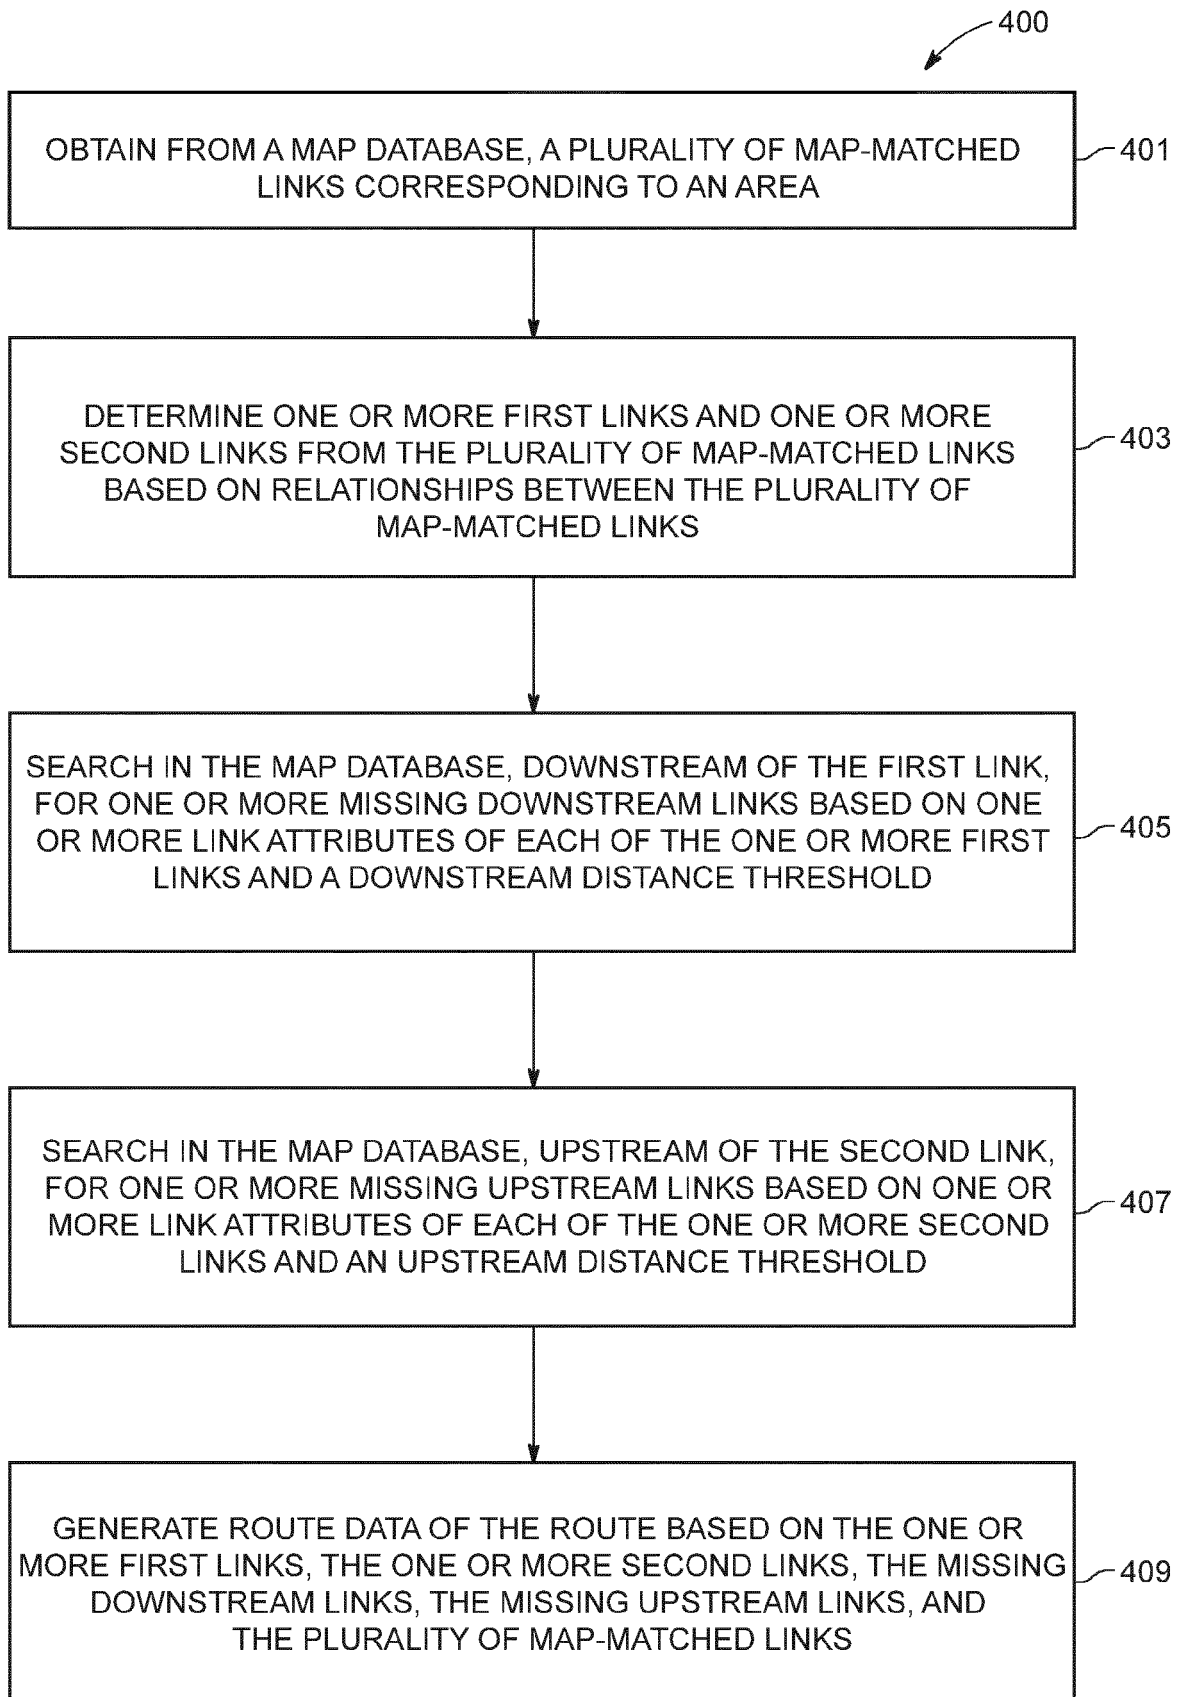 400
OBTAIN FROM A MAP DATABASE, A PLURALITY OF MAP-MATCHED
LINKS CORRESPONDING TO AN AREA
401
DETERMINE ONE OR MORE FIRST LINKS AND ONE OR MORE
SECOND LINKS FROM THE PLURALITY OF MAP-MATCHED LINKS
BASED ON RELATIONSHIPS BETWEEN THE PLURALITY OF
MAP-MATCHED LINKS
403
SEARCH IN THE MAP DATABASE, DOWNSTREAM OF THE FIRST LINK,
FOR ONE OR MORE MISSING DOWNSTREAM LINKS BASED ON ONE
OR MORE LINK ATTRIBUTES OF EACH OF THE ONE OR MORE FIRST
LINKS AND A DOWNSTREAM DISTANCE THRESHOLD
405
SEARCH IN THE MAP DATABASE, UPSTREAM OF THE SECOND LINK,
FOR ONE OR MORE MISSING UPSTREAM LINKS BASED ON ONE OR
MORE LINK ATTRIBUTES OF EACH OF THE ONE OR MORE SECOND
LINKS AND AN UPSTREAM DISTANCE THRESHOLD
407
GENERATE ROUTE DATA OF THE ROUTE BASED ON THE ONE OR
MORE FIRST LINKS, THE ONE OR MORE SECOND LINKS, THE MISSING
DOWNSTREAM LINKS, THE MISSING UPSTREAM LINKS, AND
THE PLURALITY OF MAP-MATCHED LINKS
409